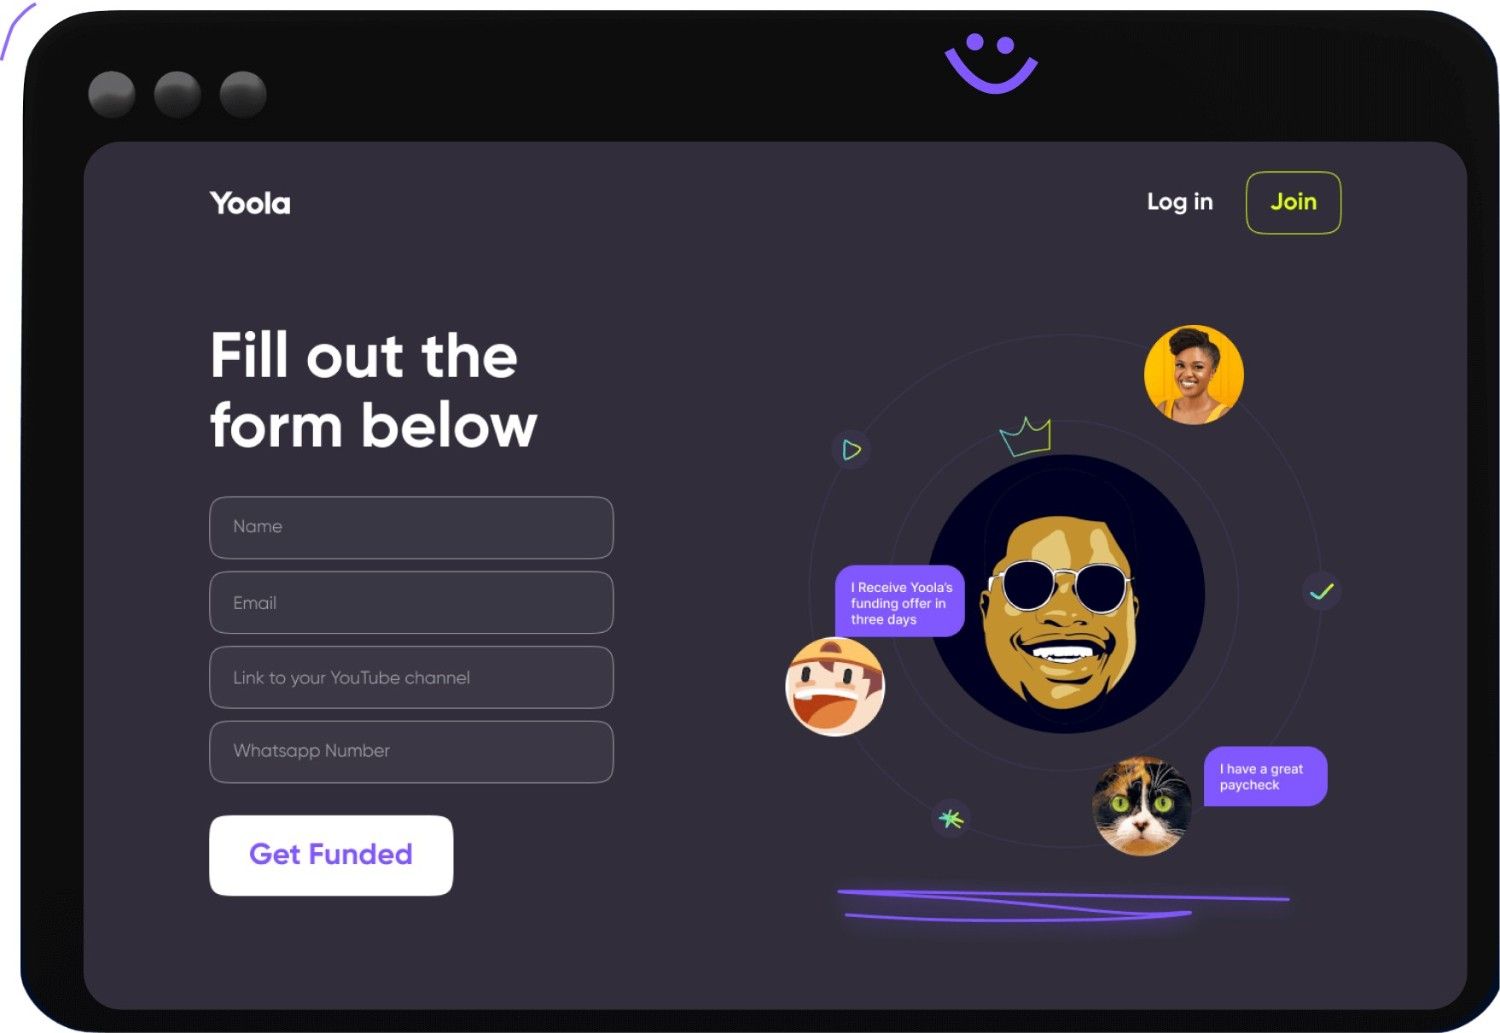 Yoola
Log in
Join
Fill out the
form below
Name
Email
Link to your YouTube channel
Whatsapp Number
Get Funded
I Receive Yoola's
funding offer in
three days
I have a great
paycheck